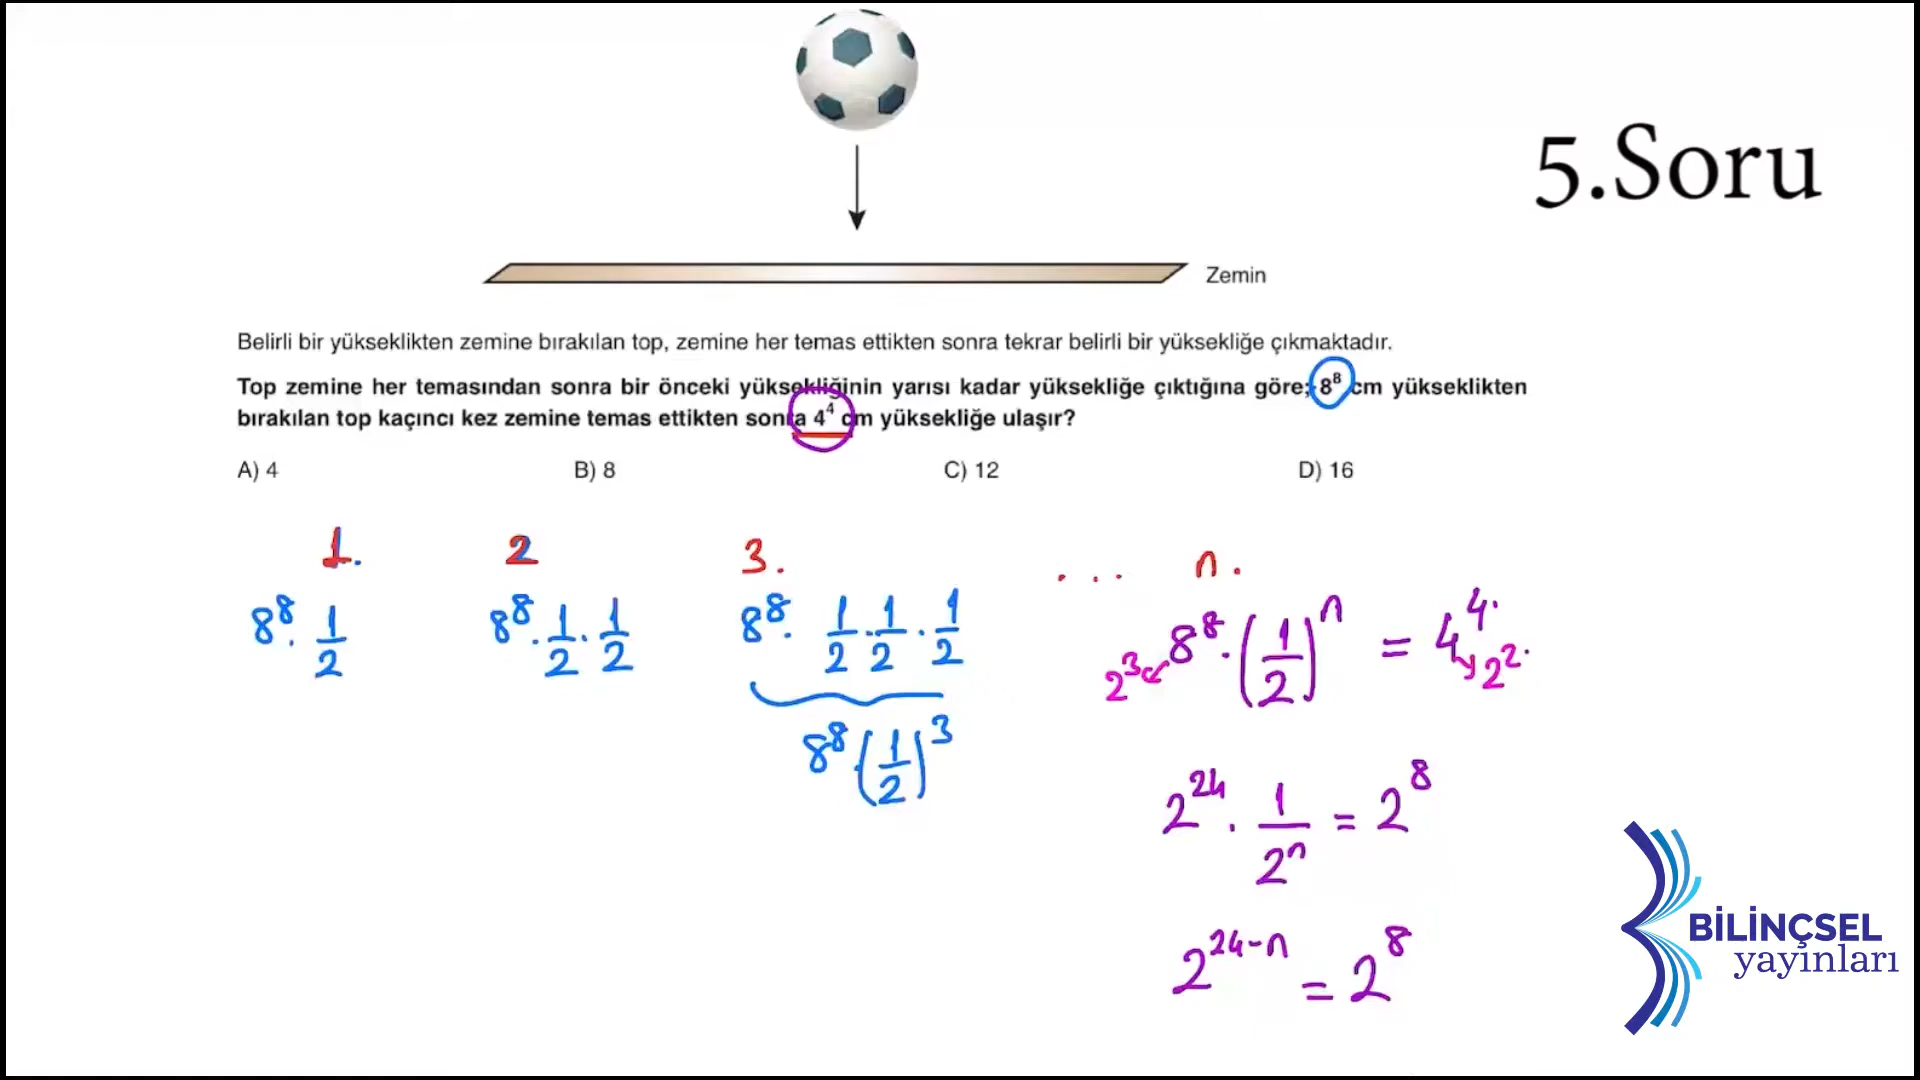 5.Soru
Zemin
Belirli bir yükseklikten zemine bırakılan top, zemine her temas ettikten sonra tekrar belirli bir yüksekliğe çıkmaktadır.
Top zemine her temasından sonra bir önceki yüksekliğinin yarısı kadar yüksekliğe çıktığına göre; 8⁸ cm yükseklikten
bırakılan top kaçıncı kez zemine temas ettikten sonra 4⁴ cm yüksekliğe ulaşır?
A) 4 B) 8 C) 12 D) 16
1. 2 3. ... n.
8⁸ · 1/2 8⁸ · 1/2 · 1/2 8⁸ · 1/2 · 1/2 · 1/2 2³ 8⁸ · (1/2)ⁿ = 4⁴ 2²
8⁸ (1/2)³
2²⁴ · 1/2ⁿ = 2⁸
2²⁴⁻ⁿ = 2⁸
BİLİNÇSEL
yayınları